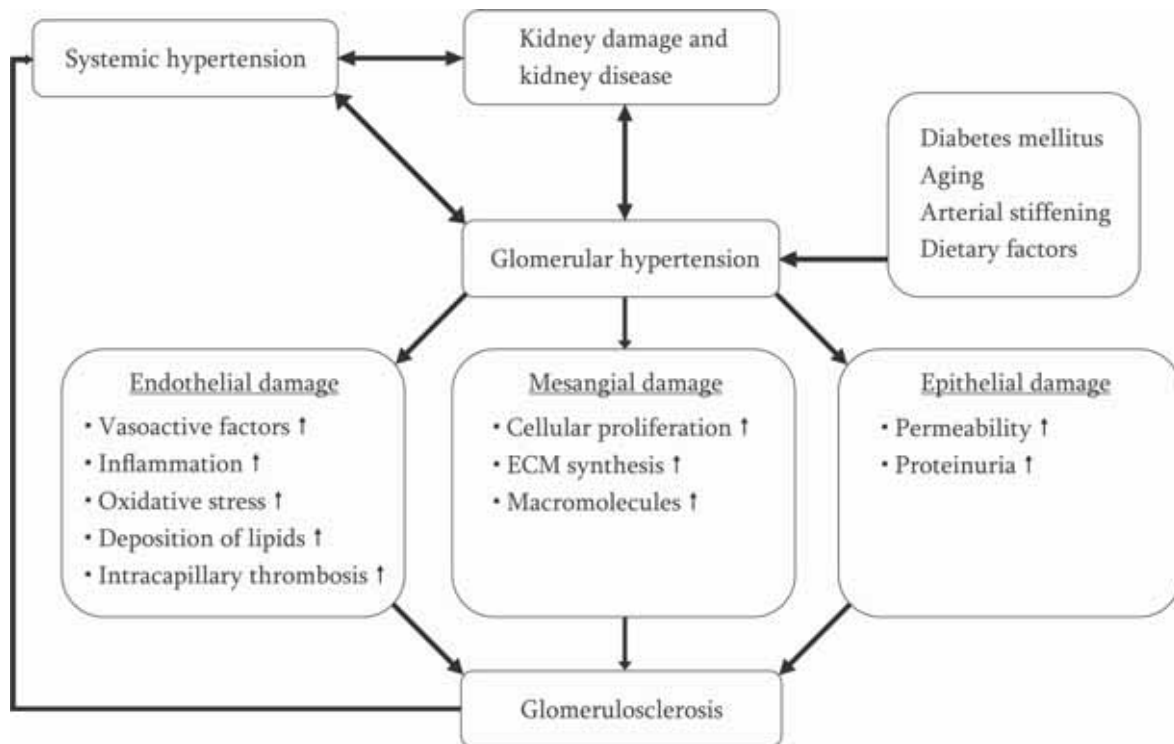 Systemic hypertension
Kidney damage and
kidney disease
Diabetes mellitus
Aging
Arterial stiffening
Dietary factors
Glomerular hypertension
Endothelial damage
• Vasoactive factors ↑
• Inflammation ↑
• Oxidative stress ↑
• Deposition of lipids ↑
• Intracapillary thrombosis ↑
Mesangial damage
• Cellular proliferation ↑
• ECM synthesis ↑
• Macromolecules ↑
Epithelial damage
• Permeability ↑
• Proteinuria ↑
Glomerulosclerosis